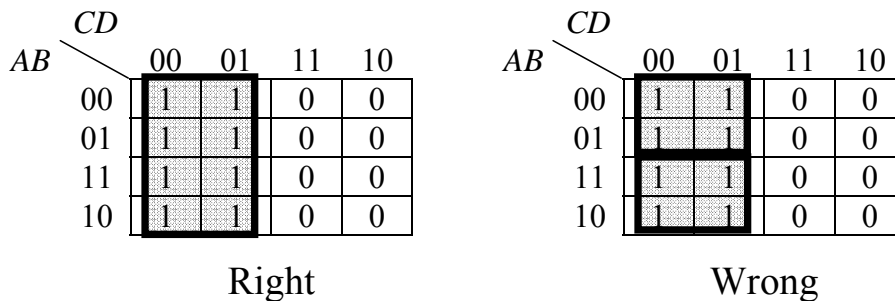 CD CD
AB 00 01 11 10 AB 00 01 11 10
00 1 1 0 0 00 1 1 0 0
01 1 1 0 0 01 1 1 0 0
11 1 1 0 0 11 1 1 0 0
10 1 1 0 0 10 1 1 0 0
Right Wrong